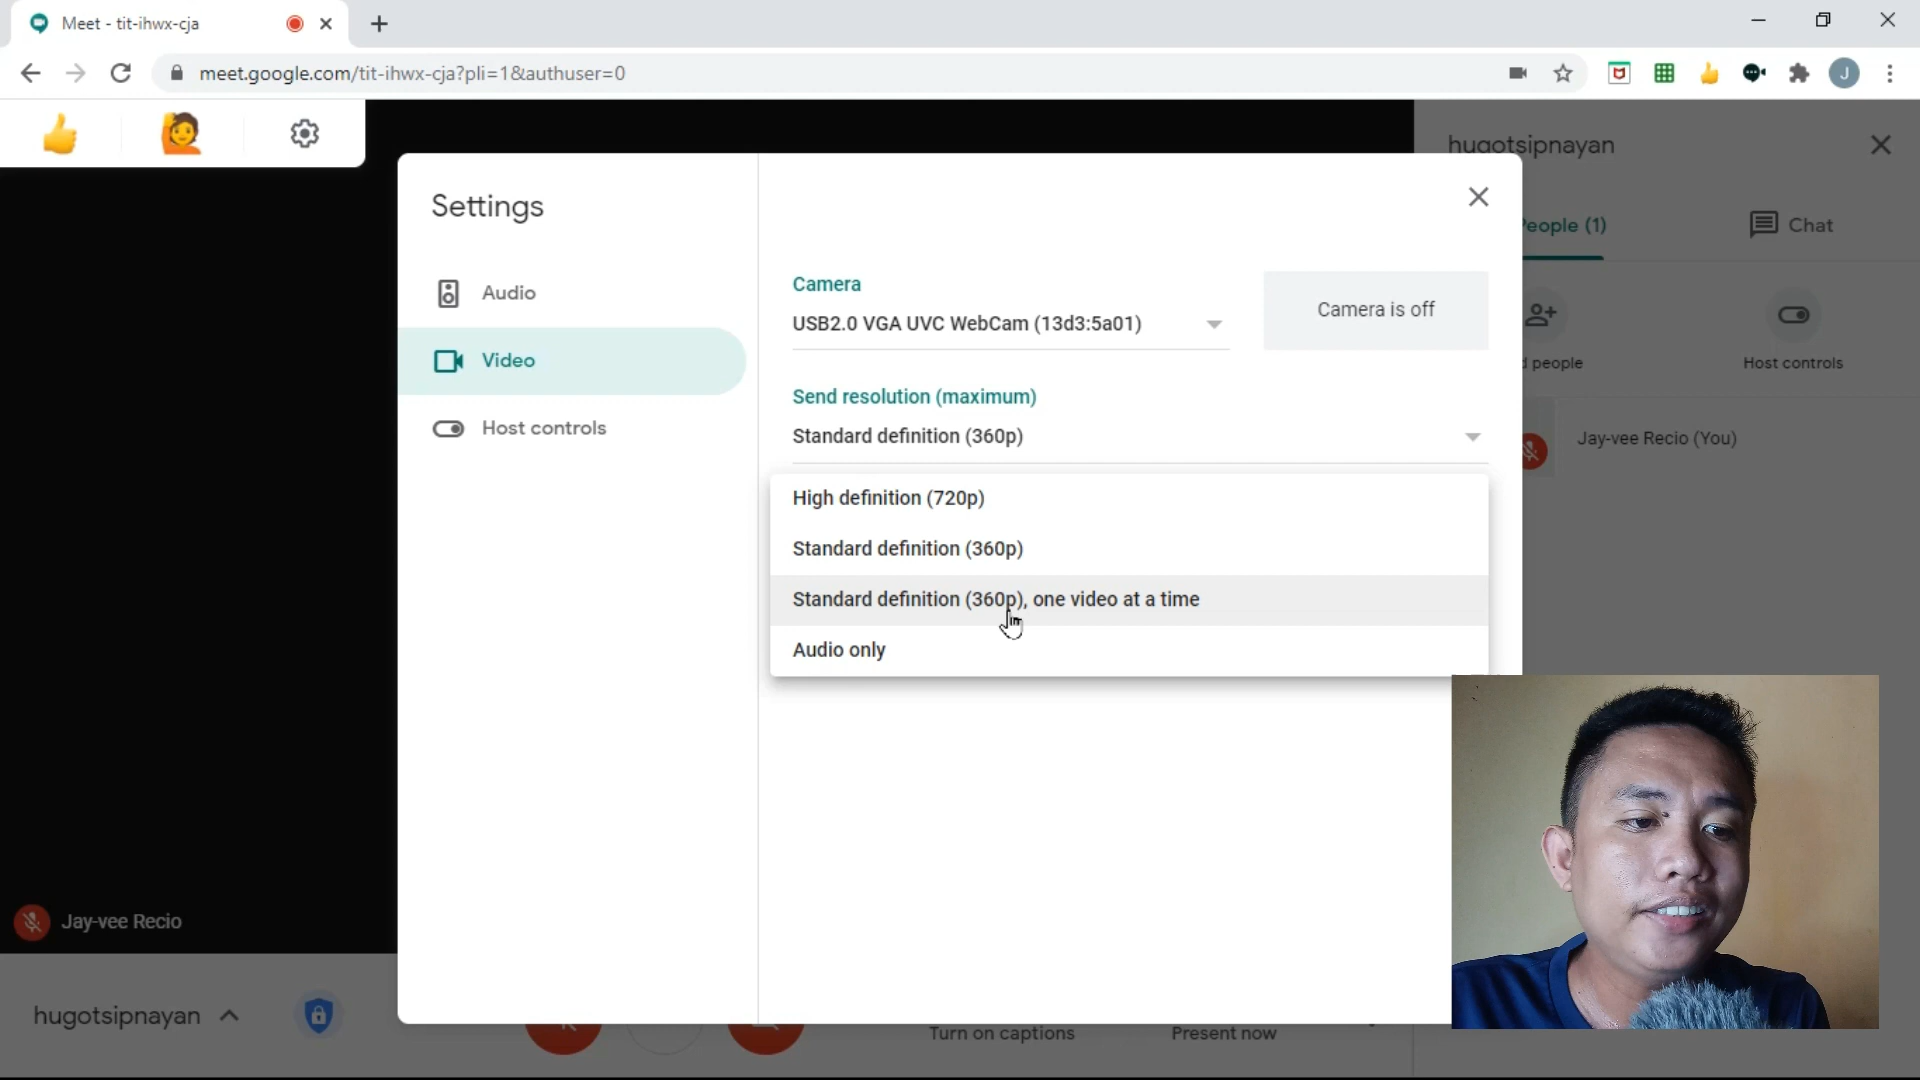 Meet - tit-ihwx-cja
meet.google.com/tit-ihwx-cja?pli=1&authuser=0
J
hugotsipnayan
Settings
People (1)
Chat
Audio
Camera
USB2.0 VGA UVC WebCam (13d3:5a01)
Camera is off
Video
d people
Host controls
Send resolution (maximum)
Host controls
Standard definition (360p)
Jay-vee Recio (You)
High definition (720p)
Standard definition (360p)
Standard definition (360p), one video at a time
Audio only
Jay-vee Recio
hugotsipnayan
Turn on captions
Present now